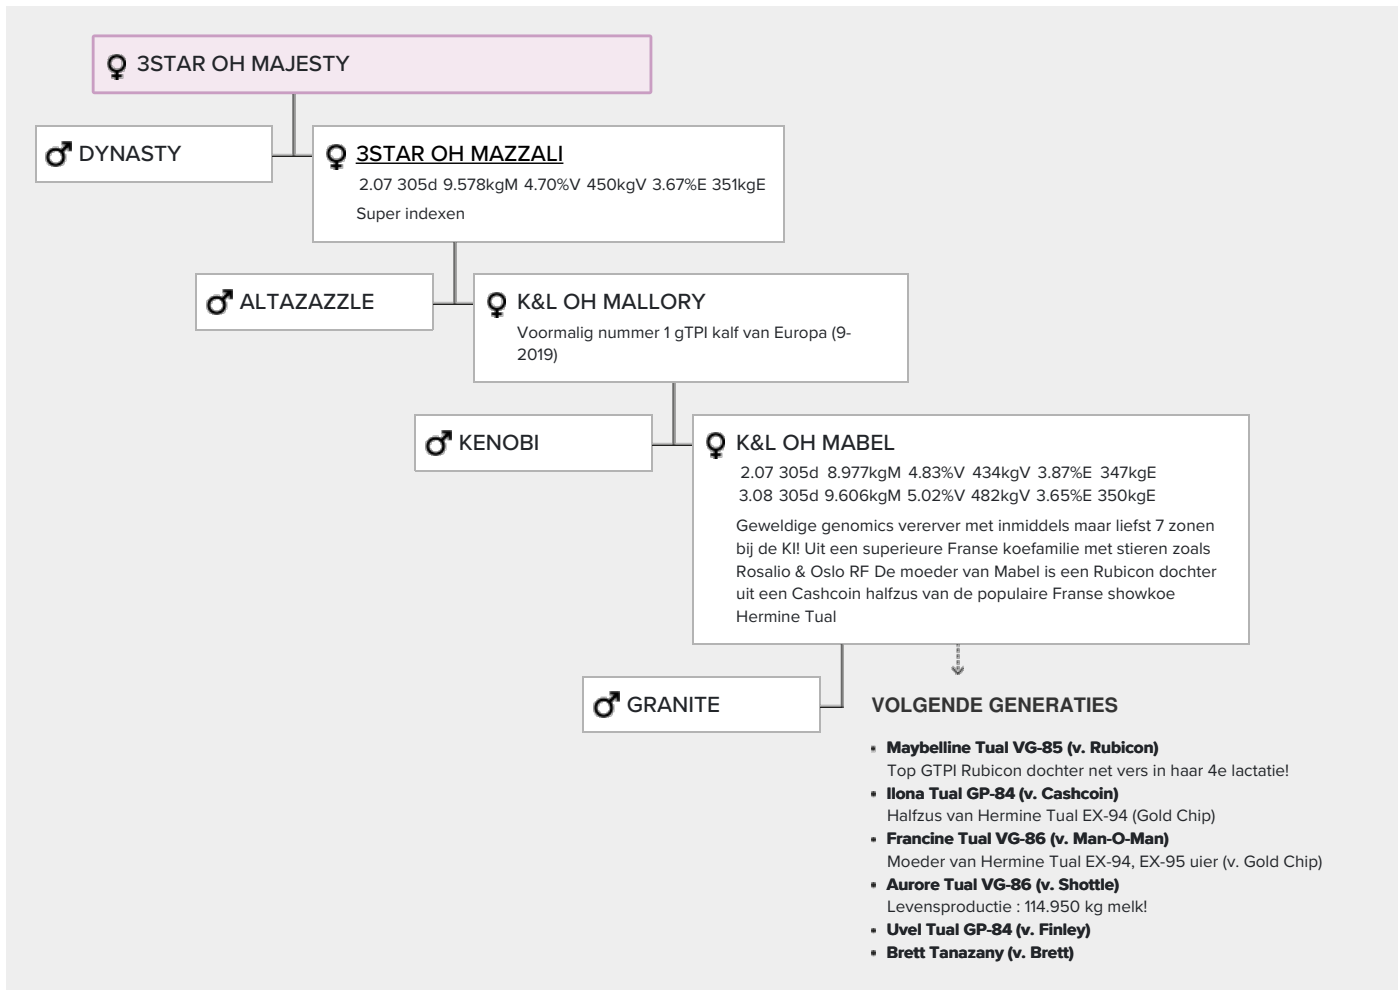 3STAR OH MAJESTY
DYNASTY
3STAR OH MAZZALI
2.07 305d 9.578kgM 4.70%V 450kgV 3.67%E 351kgE
Super indexen
ALTAZAZZLE
K&L OH MALLORY
Voormalig nummer 1 gTPI kalf van Europa (9-
2019)
KENOBI
K&L OH MABEL
2.07 305d 8.977kgM 4.83%V 434kgV 3.87%E 347kgE
3.08 305d 9.606kgM 5.02%V 482kgV 3.65%E 350kgE
Geweldige genomics vererver met inmiddels maar liefst 7 zonen
bij de KI! Uit een superieure Franse koefamilie met stieren zoals
Rosalio & Oslo RF De moeder van Mabel is een Rubicon dochter
uit een Cashcoin halfzus van de populaire Franse showkoe
Hermine Tual
GRANITE
VOLGENDE GENERATIES
Maybelline Tual VG-85 (v. Rubicon)
Top GTPI Rubicon dochter net vers in haar 4e lactatie!
Ilona Tual GP-84 (v. Cashcoin)
Halfzus van Hermine Tual EX-94 (Gold Chip)
Francine Tual VG-86 (v. Man-O-Man)
Moeder van Hermine Tual EX-94, EX-95 uier (v. Gold Chip)
Aurore Tual VG-86 (v. Shottle)
Levensproductie : 114.950 kg melk!
Uvel Tual GP-84 (v. Finley)
Brett Tanazany (v. Brett)